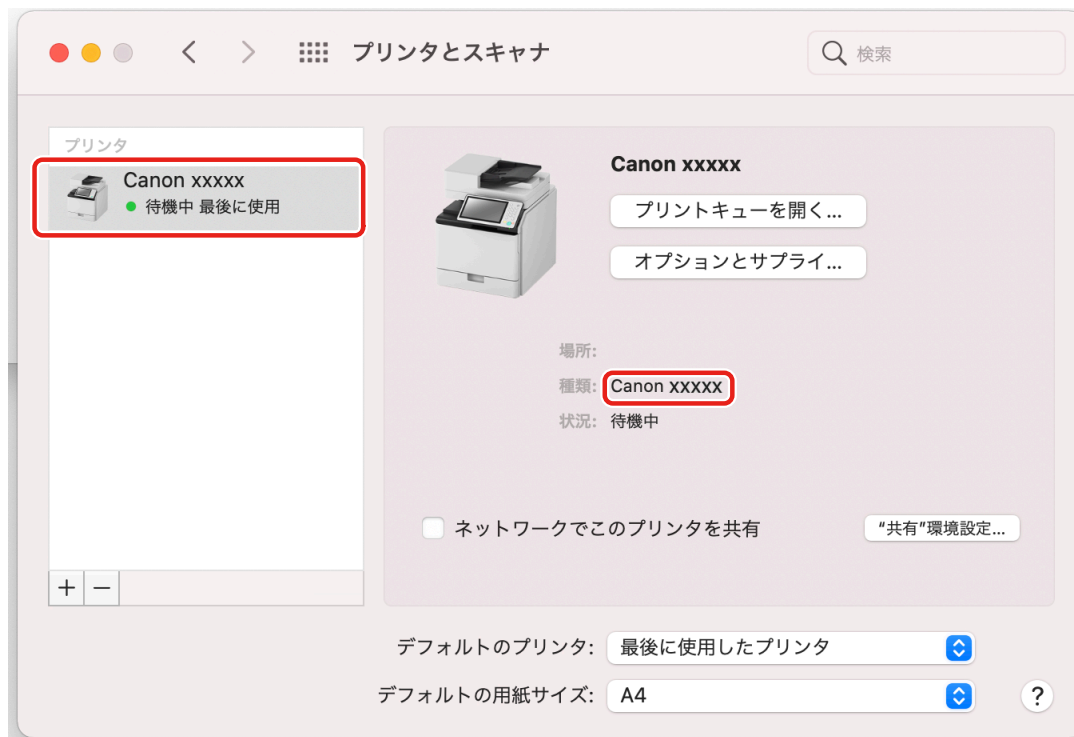 プリンタとスキャナ
検索
プリンタ
Canon xxxxx
待機中 最後に使用
Canon xxxxx
プリントキューを開く...
オプションとサプライ...
場所:
種類: Canon xxxxx
状況: 待機中
ネットワークでこのプリンタを共有
“共有”環境設定...
+ −
デフォルトのプリンタ: 最後に使用したプリンタ
デフォルトの用紙サイズ: A4
?